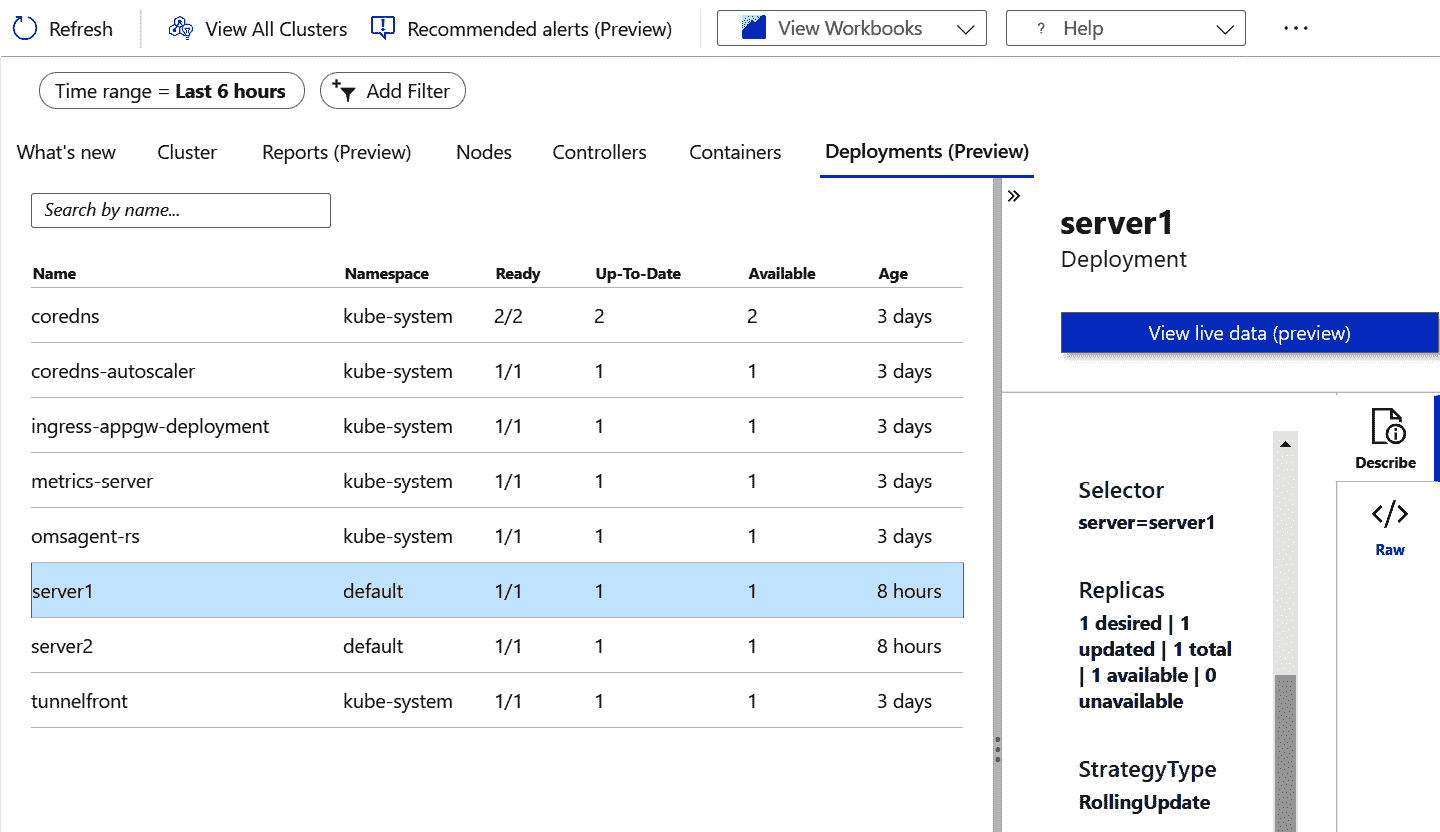 Refresh View All Clusters Recommended alerts (Preview) View Workbooks ? Help ...
Time range = Last 6 hours Add Filter
What's new Cluster Reports (Preview) Nodes Controllers Containers Deployments (Preview)
Search by name...
Name Namespace Ready Up-To-Date Available Age
coredns kube-system 2/2 2 2 3 days
coredns-autoscaler kube-system 1/1 1 1 3 days
ingress-appgw-deployment kube-system 1/1 1 1 3 days
metrics-server kube-system 1/1 1 1 3 days
omsagent-rs kube-system 1/1 1 1 3 days
server1 default 1/1 1 1 8 hours
server2 default 1/1 1 1 8 hours
tunnelfront kube-system 1/1 1 1 3 days
server1
Deployment
View live data (preview)
Selector
server=server1
Replicas
1 desired | 1
updated | 1 total
| 1 available | 0
unavailable
StrategyType
RollingUpdate
Describe
</>
Raw